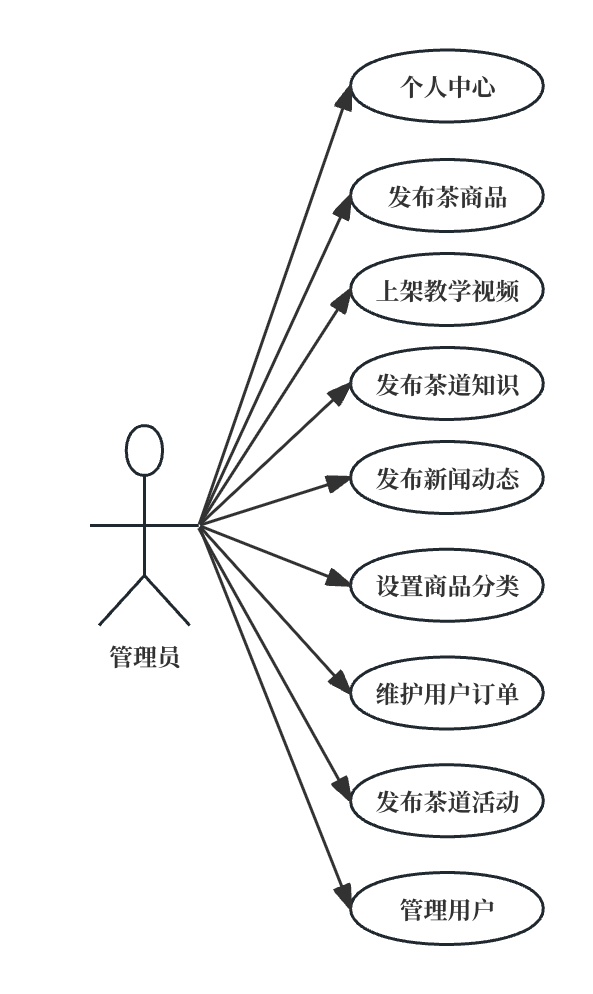 个人中心
发布茶商品
上架教学视频
发布茶道知识
发布新闻动态
设置商品分类
维护用户订单
发布茶道活动
管理用户
管理员